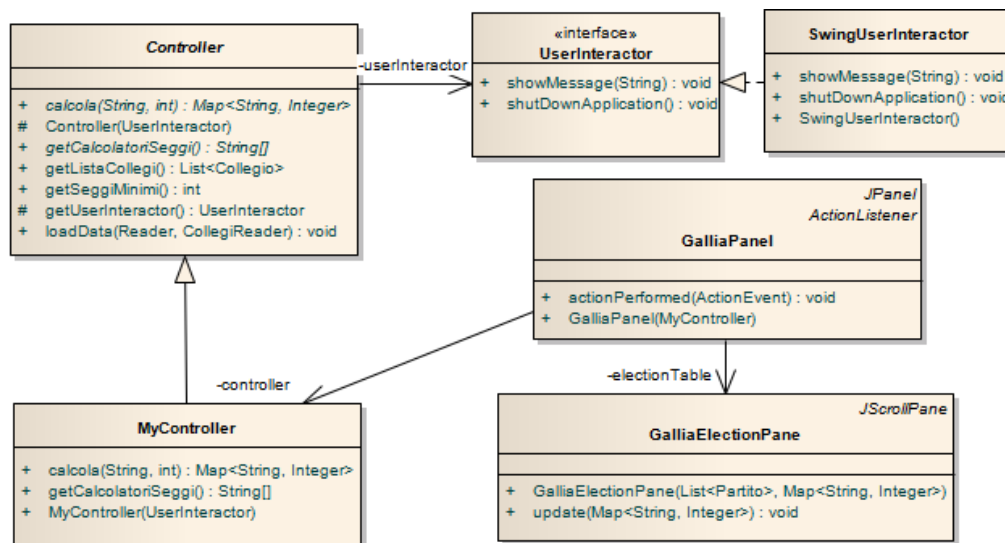 Controller
+ calcola(String, int) : Map<String, Integer>
# Controller(UserInteractor)
+ getCalcolatoriSeggi() : String[]
+ getListaCollegi() : List<Collegio>
+ getSeggiMinimi() : int
# getUserInteractor() : UserInteractor
+ loadData(Reader, CollegiReader) : void
-userInteractor
«interface»
UserInteractor
+ showMessage(String) : void
+ shutDownApplication() : void
SwingUserInteractor
+ showMessage(String) : void
+ shutDownApplication() : void
+ SwingUserInteractor()
JPanel
ActionListener
GalliaPanel
+ actionPerformed(ActionEvent) : void
+ GalliaPanel(MyController)
-controller
-electionTable
MyController
+ calcola(String, int) : Map<String, Integer>
+ getCalcolatoriSeggi() : String[]
+ MyController(UserInteractor)
JScrollPane
GalliaElectionPane
+ GalliaElectionPane(List<Partito>, Map<String, Integer>)
+ update(Map<String, Integer>) : void